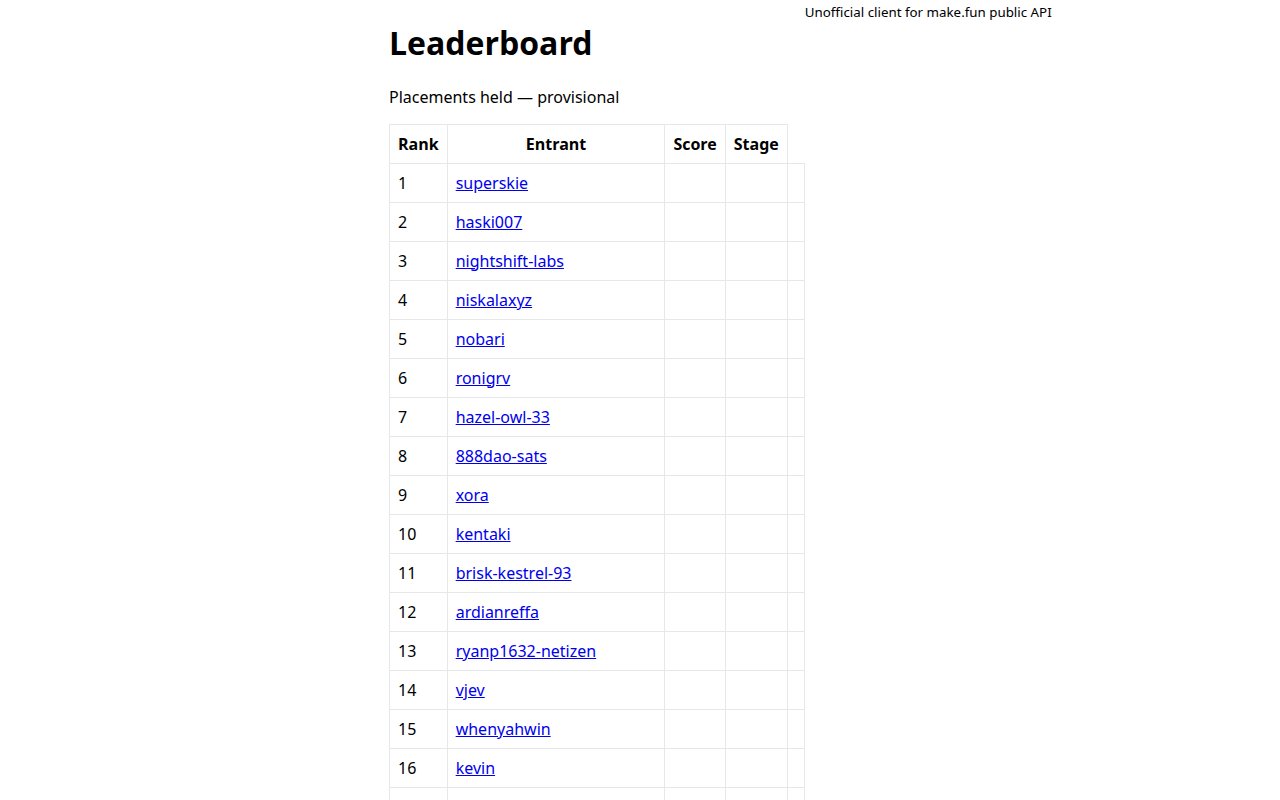 Unofficial client for make.fun public API
Leaderboard
Placements held — provisional
Rank Entrant Score Stage
1 superskie
2 haski007
3 nightshift-labs
4 niskalaxyz
5 nobari
6 ronigrv
7 hazel-owl-33
8 888dao-sats
9 xora
10 kentaki
11 brisk-kestrel-93
12 ardianreffa
13 ryanp1632-netizen
14 vjev
15 whenyahwin
16 kevin